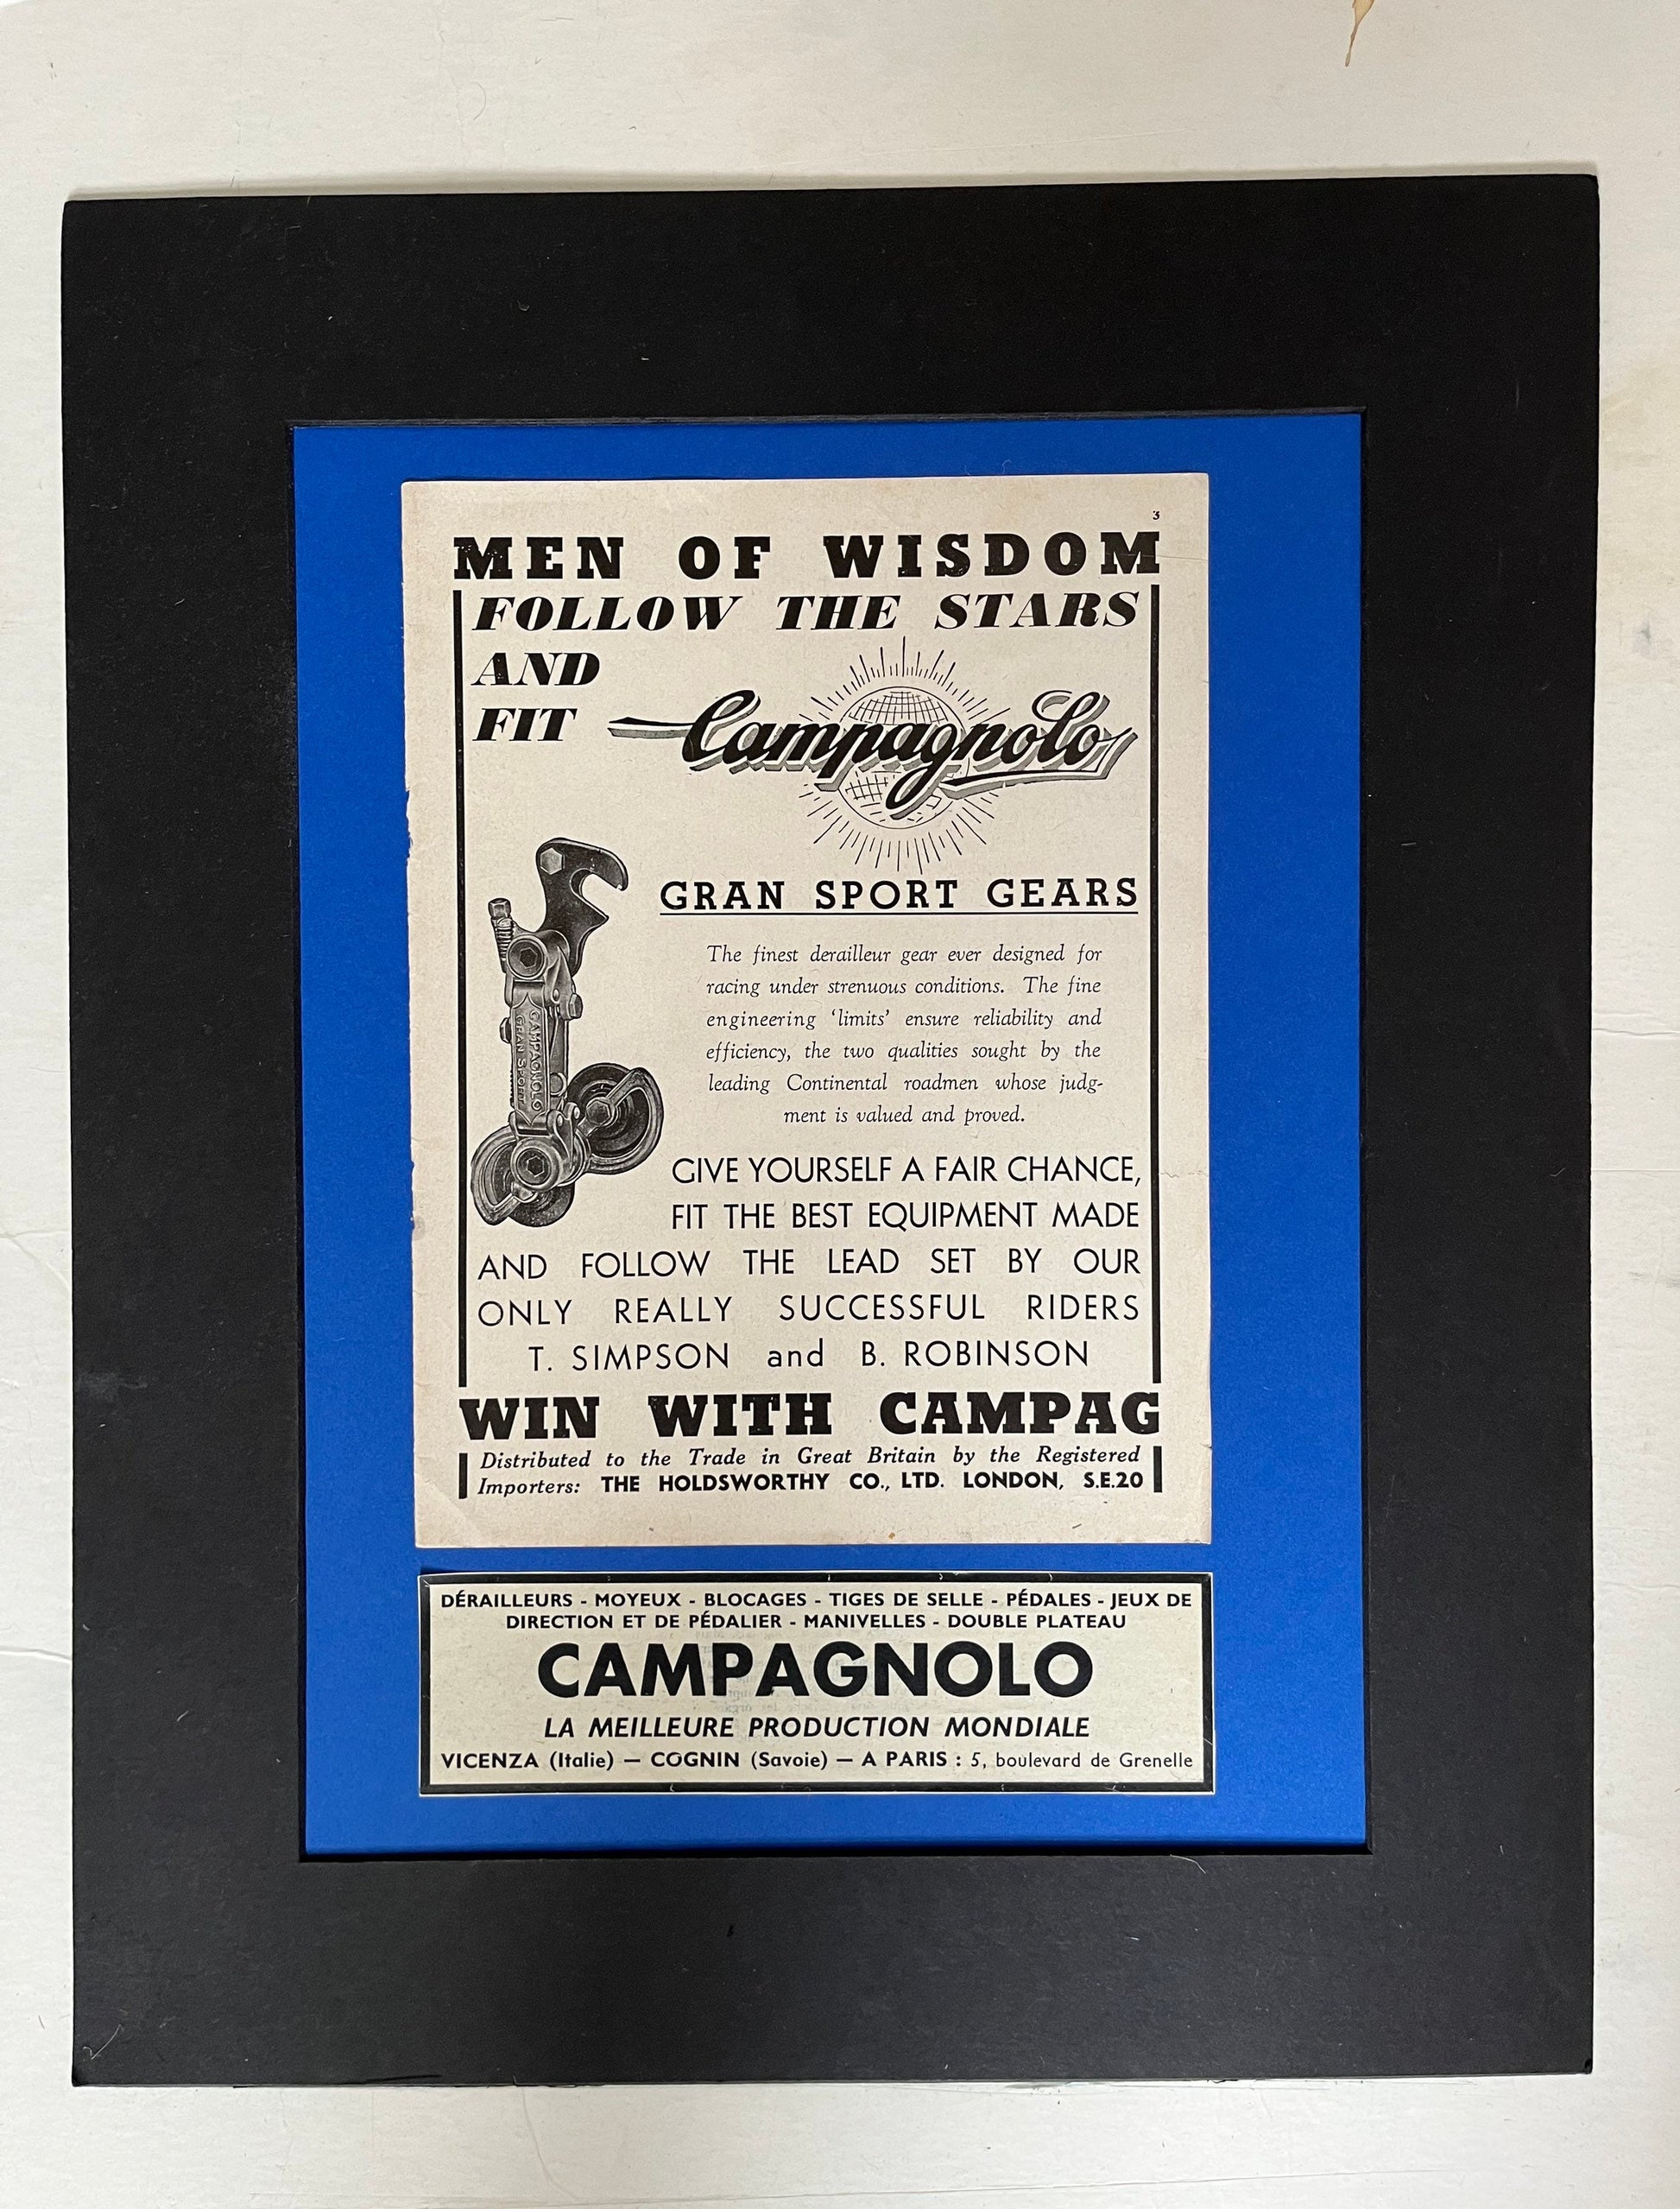 3
MEN OF WISDOM
FOLLOW THE STARS
AND
FIT
Campagnolo
GRAN SPORT GEARS
CAMPAGNOLO
GRAN SPORT
The finest derailleur gear ever designed for
racing under strenuous conditions. The fine
engineering ‘limits’ ensure reliability and
efficiency, the two qualities sought by the
leading Continental roadmen whose judg-
ment is valued and proved.
GIVE YOURSELF A FAIR CHANCE,
FIT THE BEST EQUIPMENT MADE
AND FOLLOW THE LEAD SET BY OUR
ONLY REALLY SUCCESSFUL RIDERS
T. SIMPSON and B. ROBINSON
WIN WITH CAMPAG
Distributed to the Trade in Great Britain by the Registered
Importers: THE HOLDSWORTHY CO., LTD. LONDON, S.E.20
DÉRAILLEURS - MOYEUX - BLOCAGES - TIGES DE SELLE - PÉDALES - JEUX DE
DIRECTION ET DE PÉDALIER - MANIVELLES - DOUBLE PLATEAU
CAMPAGNOLO
LA MEILLEURE PRODUCTION MONDIALE
VICENZA (Italie) — COGNIN (Savoie) — A PARIS : 5, boulevard de Grenelle